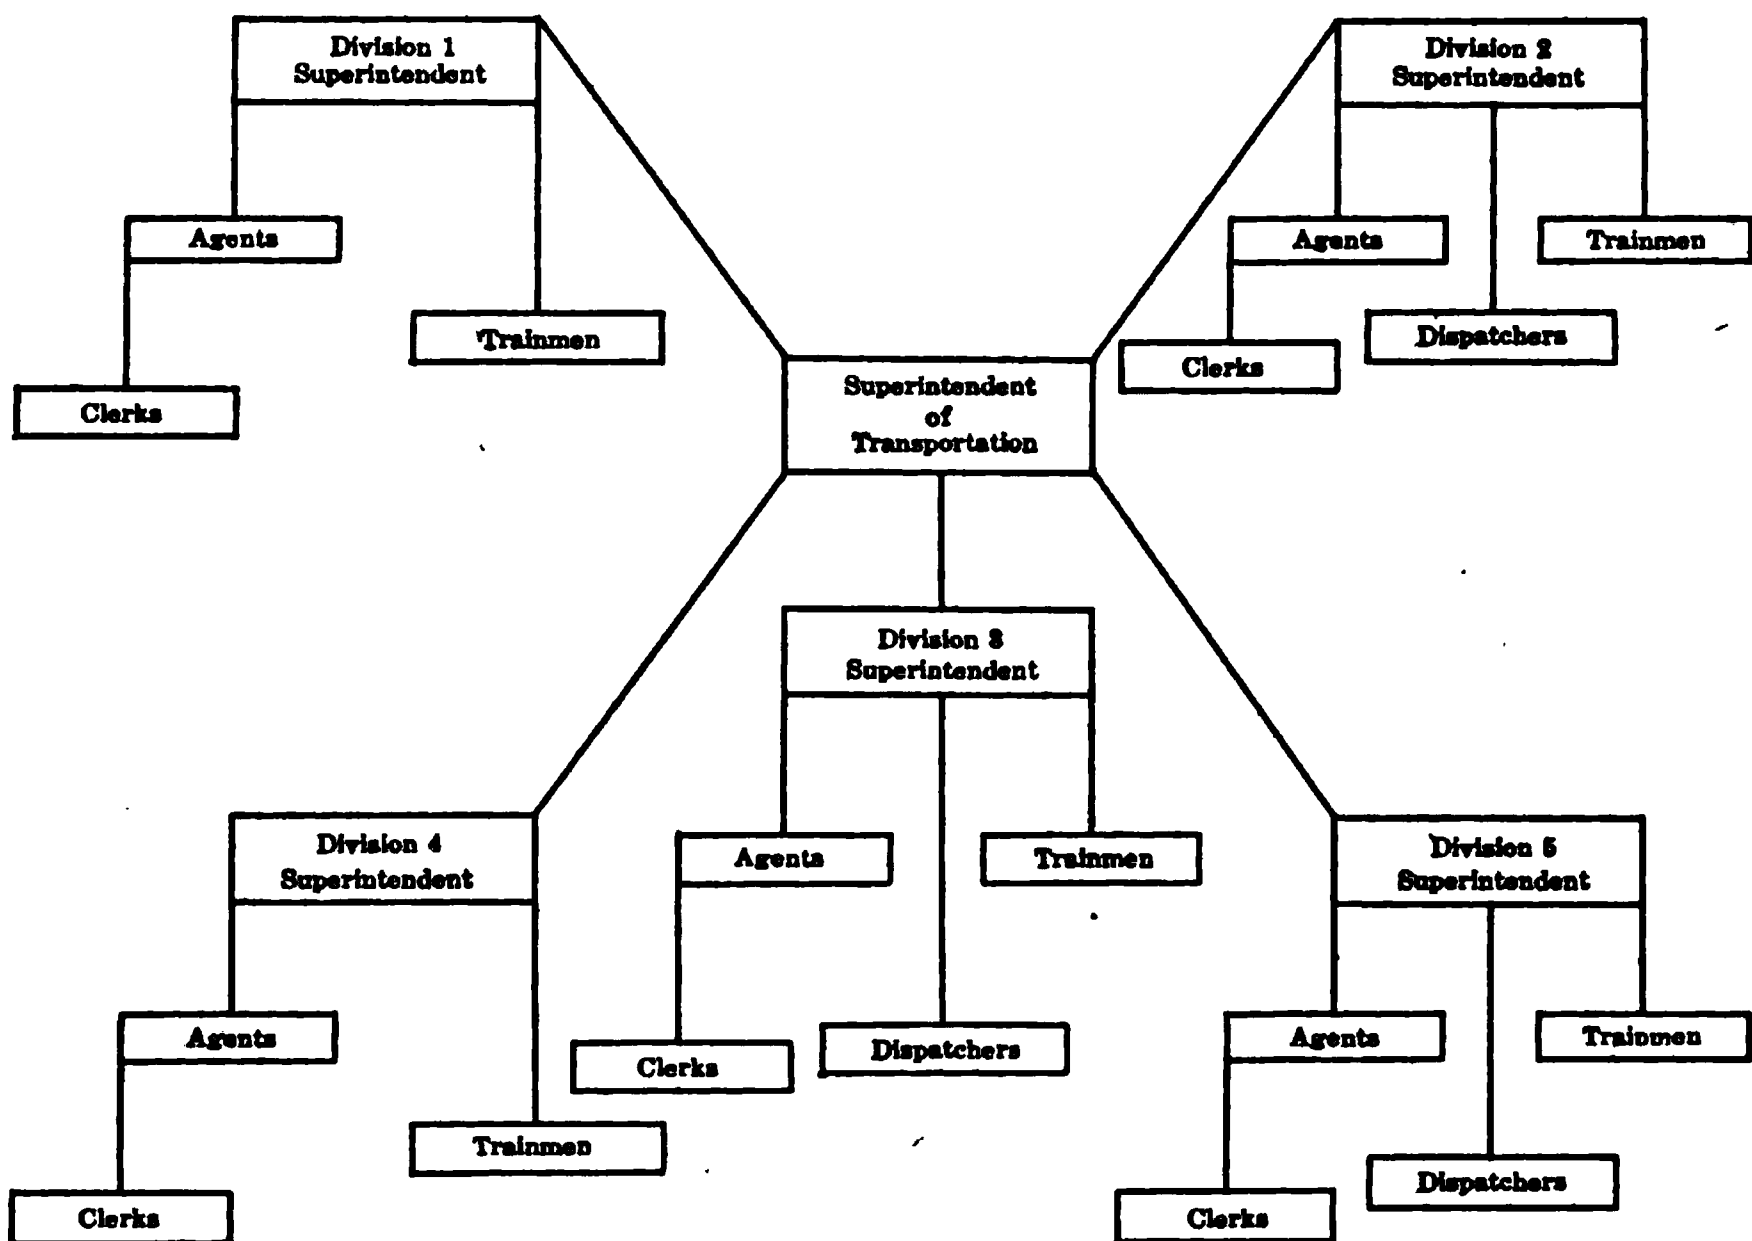 Division 1
Superintendent
Division 2
Superintendent
Agents
Trainmen
Clerks
Agents
Trainmen
Dispatchers
Clerks
Superintendent
of
Transportation
Division 3
Superintendent
Agents
Trainmen
Clerks
Dispatchers
Division 4
Superintendent
Agents
Trainmen
Clerks
Division 5
Superintendent
Agents
Trainmen
Dispatchers
Clerks